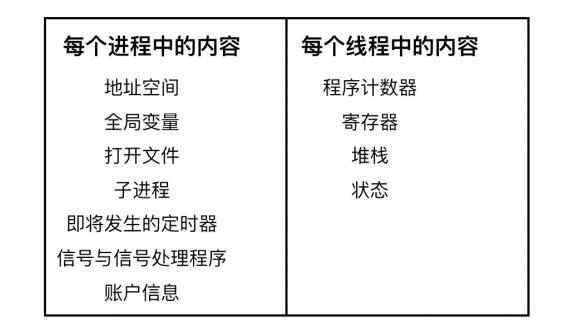 每个进程中的内容
地址空间
全局变量
打开文件
子进程
即将发生的定时器
信号与信号处理程序
账户信息
每个线程中的内容
程序计数器
寄存器
堆栈
状态